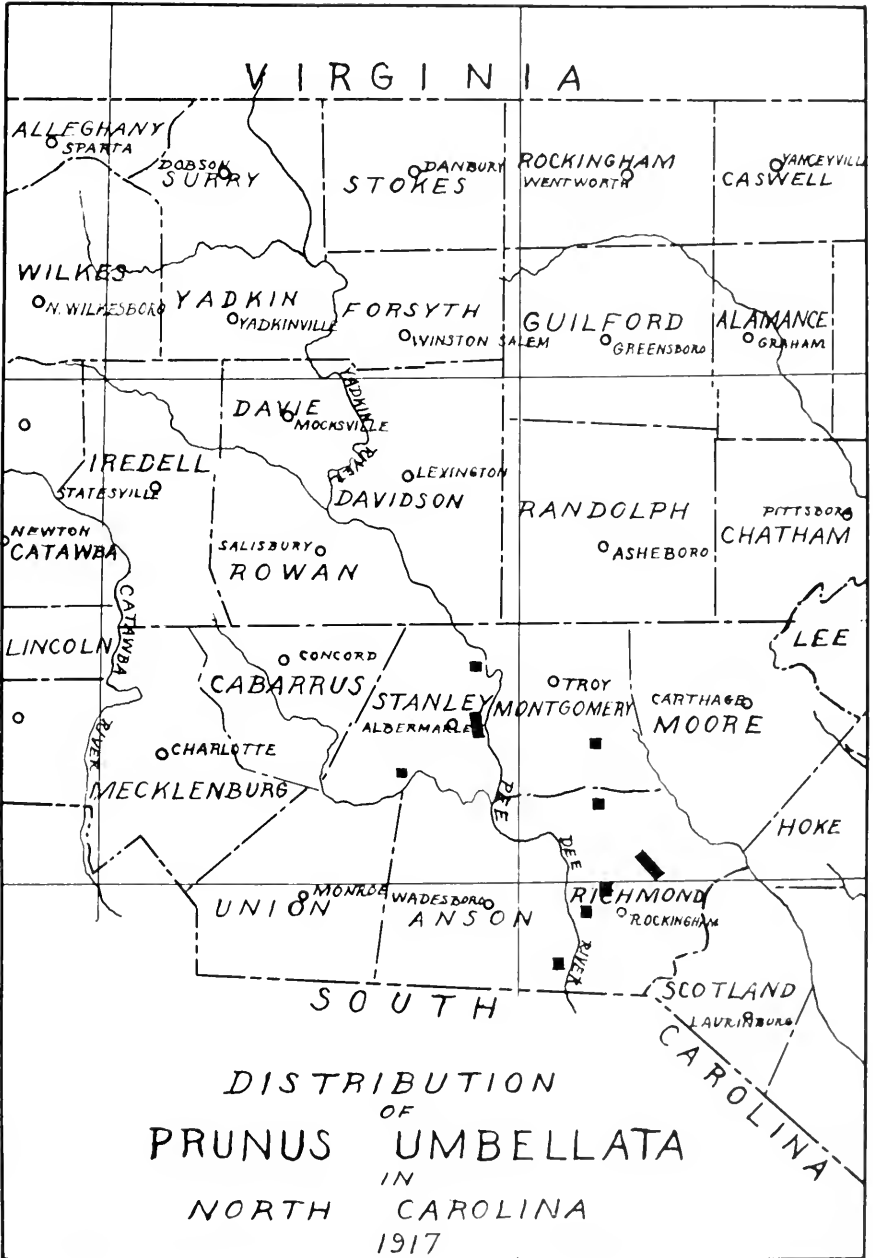 VIRGINIA
ALLEGHANY
SPARTA
DOBSON
SURRY
DANBURY
STOKES
ROCKINGHAM
WENTWORTH
YANCEYVILLE
CASWELL
WILKES
N. WILKESBORO
YADKIN
YADKINVILLE
FORSYTH
WINSTON SALEM
GUILFORD
GREENSBORO
ALAMANCE
GRAHAM
YADKIN RIVER
DAVIE
MOCKSVILLE
IREDELL
STATESVILLE
LEXINGTON
DAVIDSON
RANDOLPH
ASHEBORO
PITTSBORO
CHATHAM
NEWTON
CATAWBA
SALISBURY
ROWAN
CATAWBA RIVER
LINCOLN
LEE
CONCORD
CABARRUS
STANLEY
ALBERMARLE
TROY
MONTGOMERY
CARTHAGE
MOORE
CHARLOTTE
MECKLENBURG
PEE DEE RIVER
HOKE
MONROE
UNION
WADESBORO
ANSON
RICHMOND
ROCKINGHAM
SCOTLAND
LAURINBURG
SOUTH CAROLINA
DISTRIBUTION
OF
PRUNUS UMBELLATA
IN
NORTH CAROLINA
1917